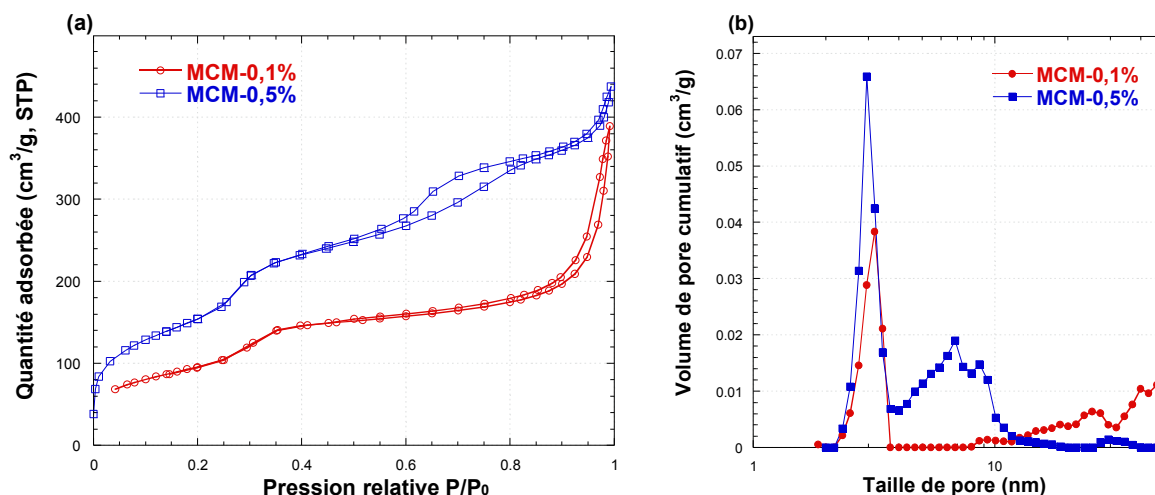 (a)
MCM-0,1%
MCM-0,5%
Quantité adsorbée (cm³/g, STP)
400
300
200
100
0
0
0.2
0.4
0.6
0.8
1
Pression relative P/P₀
(b)
MCM-0,1%
MCM-0,5%
Volume de pore cumulatif (cm³/g)
0.07
0.06
0.05
0.04
0.03
0.02
0.01
0
1
10
Taille de pore (nm)